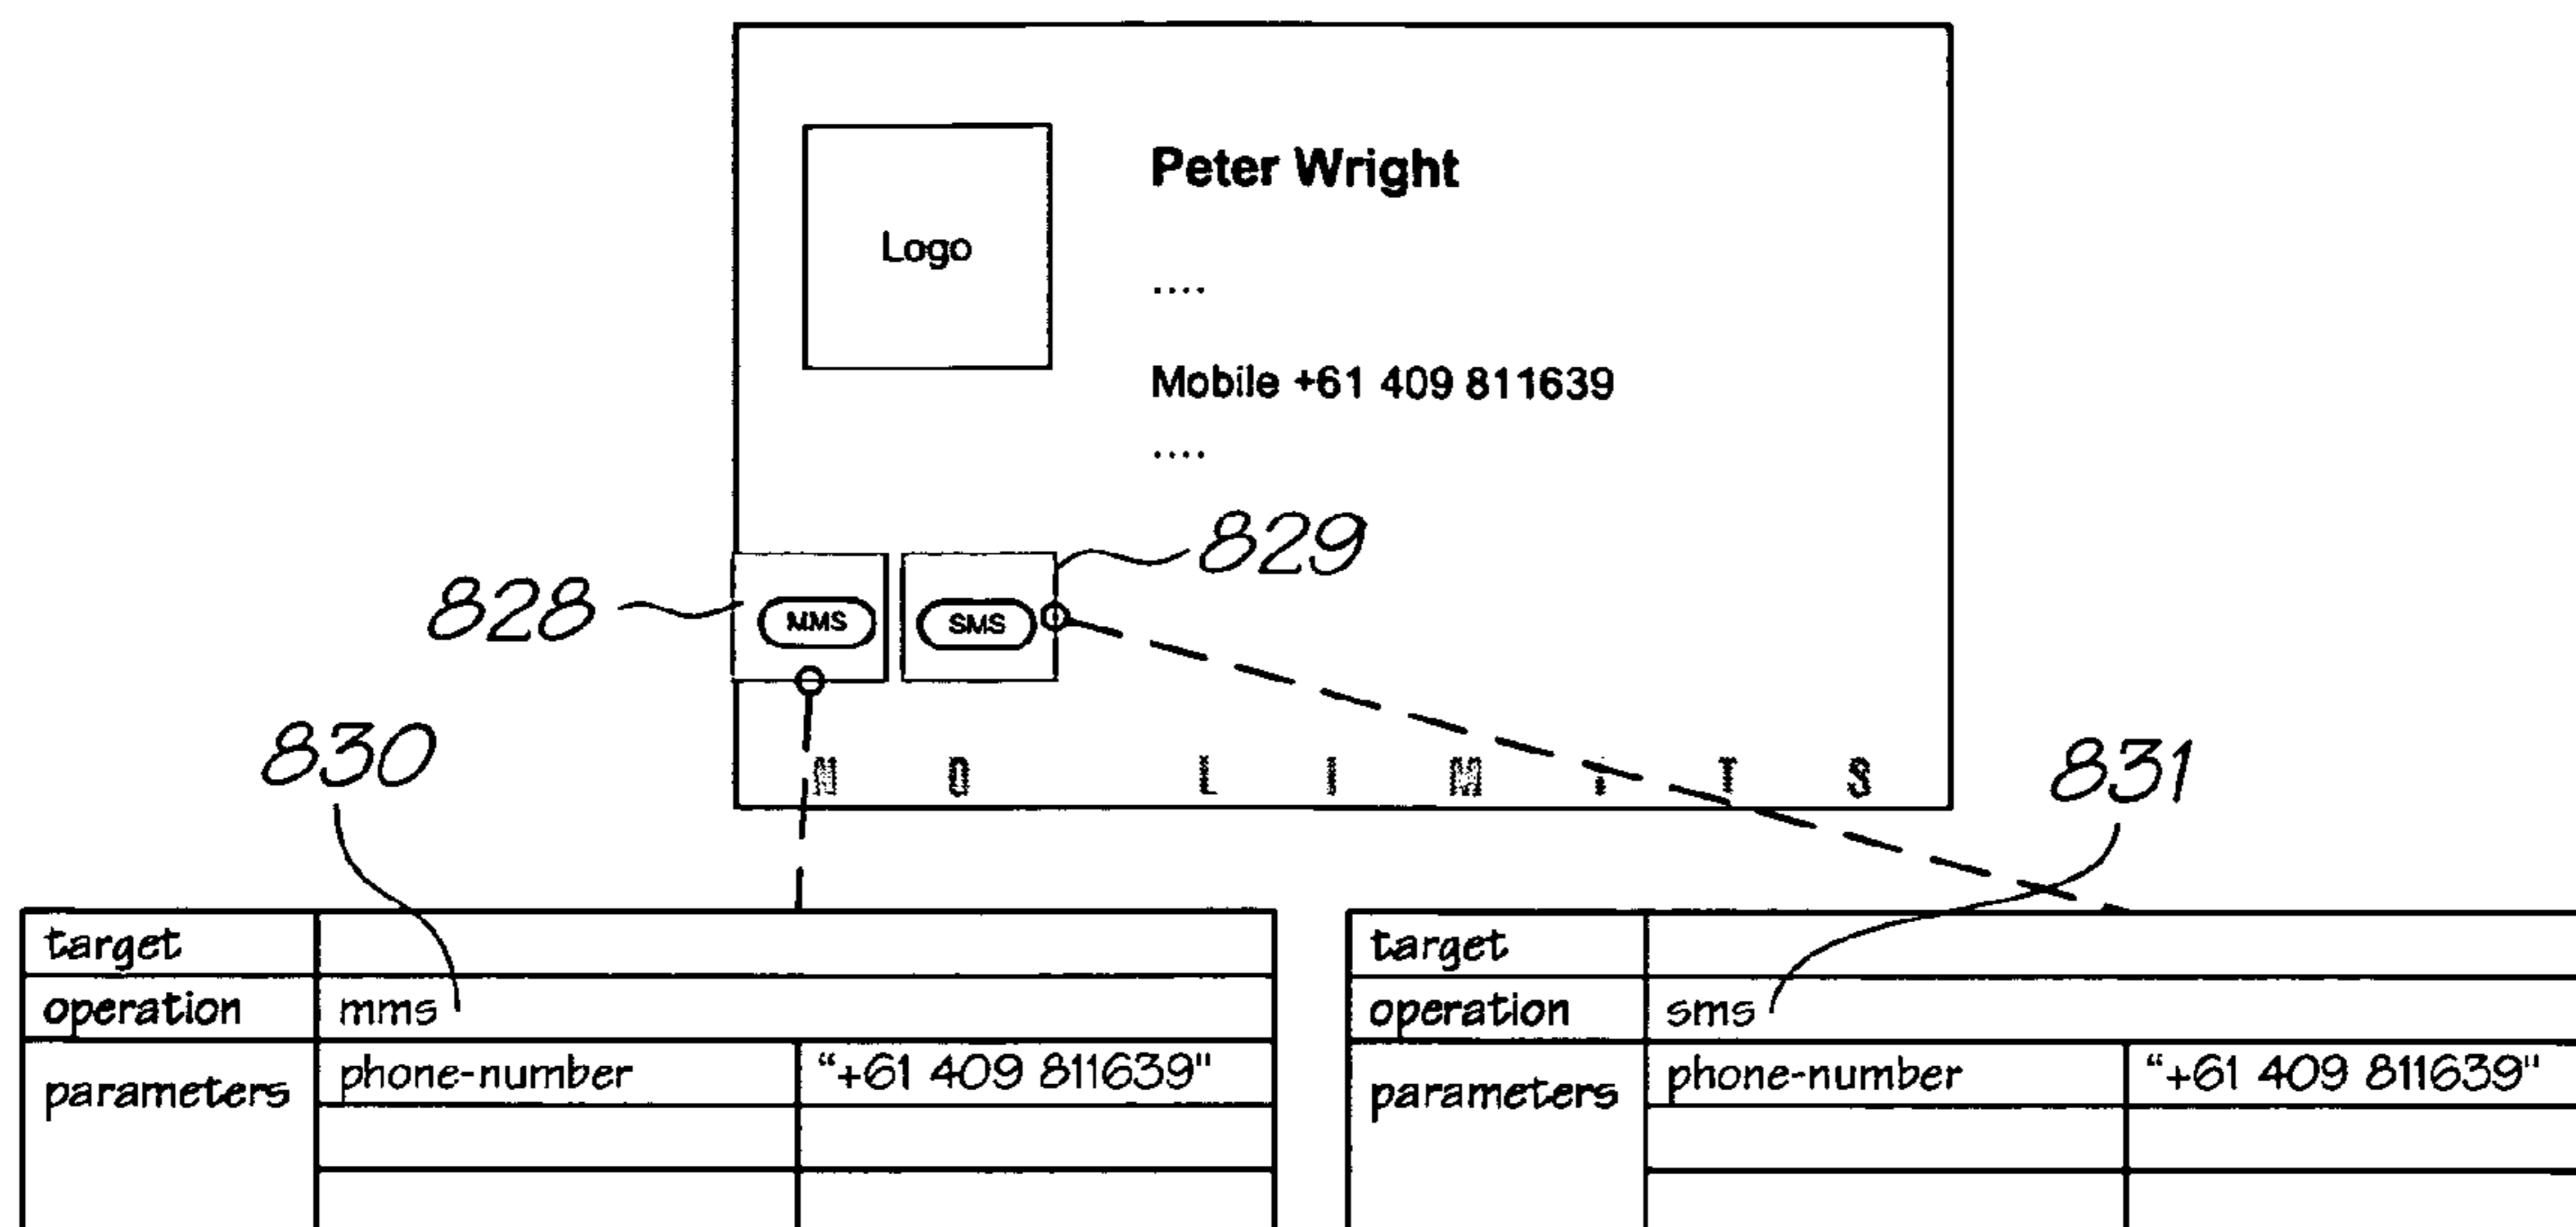 Peter Wright
Logo
....
Mobile +61 409 811639
....
829
828
MMS SMS
830
N O L I M I T S
831
target
operation mms
parameters phone-number “+61 409 811639"
target
operation sms
parameters phone-number “+61 409 811639"